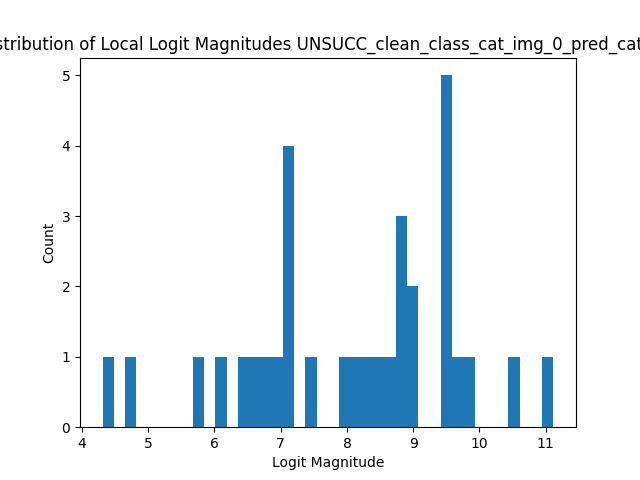 stribution of Local Logit Magnitudes UNSUCC_clean_class_cat_img_0_pred_cat
5
4
3
2
1
0
Count
4 5 6 7 8 9 10 11
Logit Magnitude